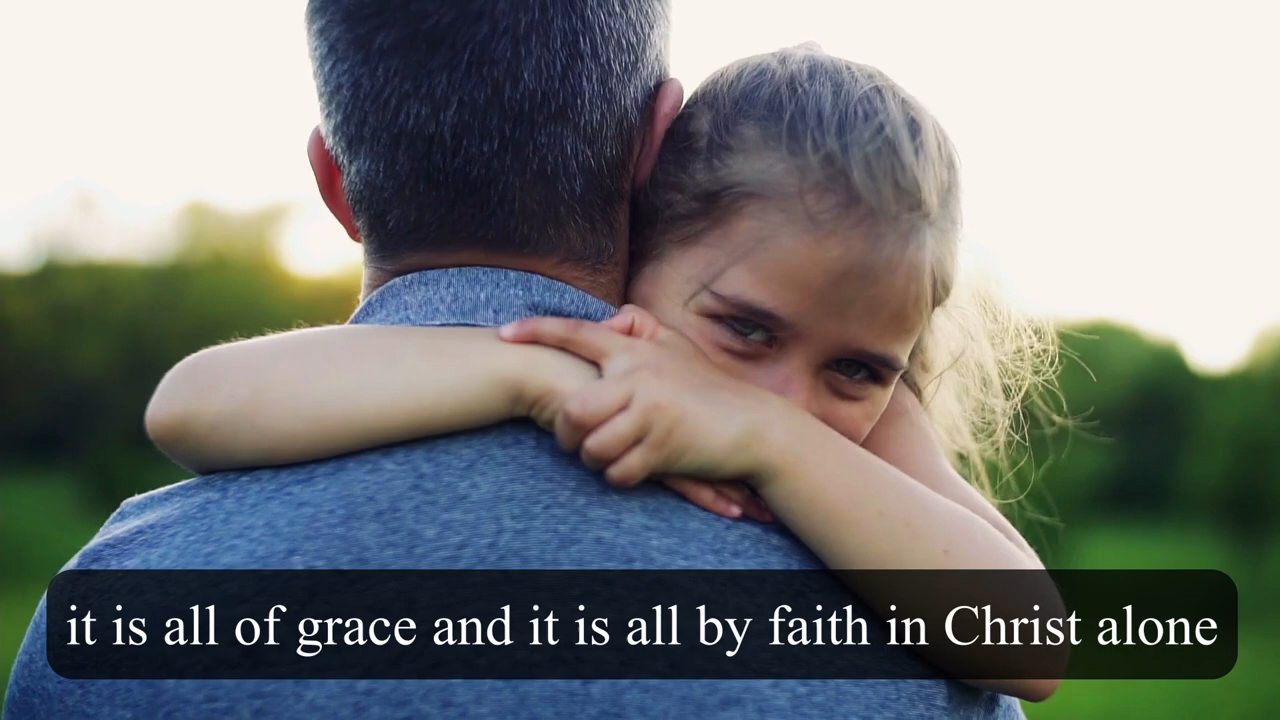 it is all of grace and it is all by faith in Christ alone